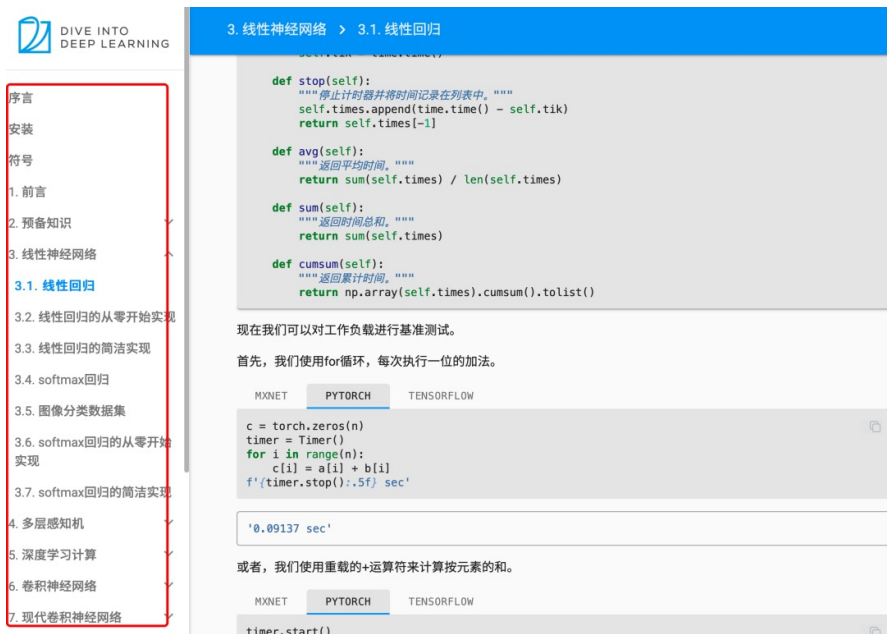 DIVE INTO
DEEP LEARNING
3. 线性神经网络 > 3.1. 线性回归
序言
安装
符号
1. 前言
2. 预备知识
3. 线性神经网络
3.1. 线性回归
3.2. 线性回归的从零开始实现
3.3. 线性回归的简洁实现
3.4. softmax回归
3.5. 图像分类数据集
3.6. softmax回归的从零开始
实现
3.7. softmax回归的简洁实现
4. 多层感知机
5. 深度学习计算
6. 卷积神经网络
7. 现代卷积神经网络
self.tik = time.time()
def stop(self):
"""停止计时器并将时间记录在列表中。"""
self.times.append(time.time() - self.tik)
return self.times[-1]
def avg(self):
"""返回平均时间。"""
return sum(self.times) / len(self.times)
def sum(self):
"""返回时间总和。"""
return sum(self.times)
def cumsum(self):
"""返回累计时间。"""
return np.array(self.times).cumsum().tolist()
现在我们可以对工作负载进行基准测试。
首先，我们使用for循环，每次执行一位的加法。
MXNET PYTORCH TENSORFLOW
c = torch.zeros(n)
timer = Timer()
for i in range(n):
c[i] = a[i] + b[i]
f'{timer.stop():.5f} sec'
'0.09137 sec'
或者，我们使用重载的+运算符来计算按元素的和。
MXNET PYTORCH TENSORFLOW
timer.start()